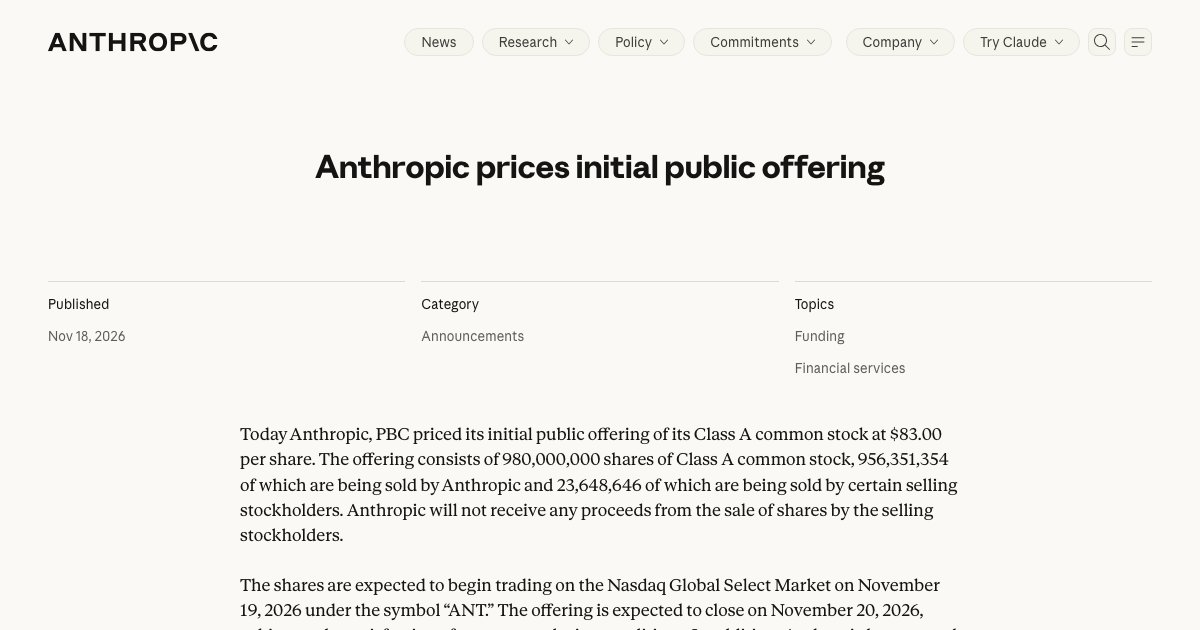 ANTHROP\C
News
Research
Policy
Commitments
Company
Try Claude
Anthropic prices initial public offering
Published
Category
Topics
Nov 18, 2026
Announcements
Funding
Financial services
Today Anthropic, PBC priced its initial public offering of its Class A common stock at $83.00
per share. The offering consists of 980,000,000 shares of Class A common stock, 956,351,354
of which are being sold by Anthropic and 23,648,646 of which are being sold by certain selling
stockholders. Anthropic will not receive any proceeds from the sale of shares by the selling
stockholders.
The shares are expected to begin trading on the Nasdaq Global Select Market on November
19, 2026 under the symbol “ANT.” The offering is expected to close on November 20, 2026,